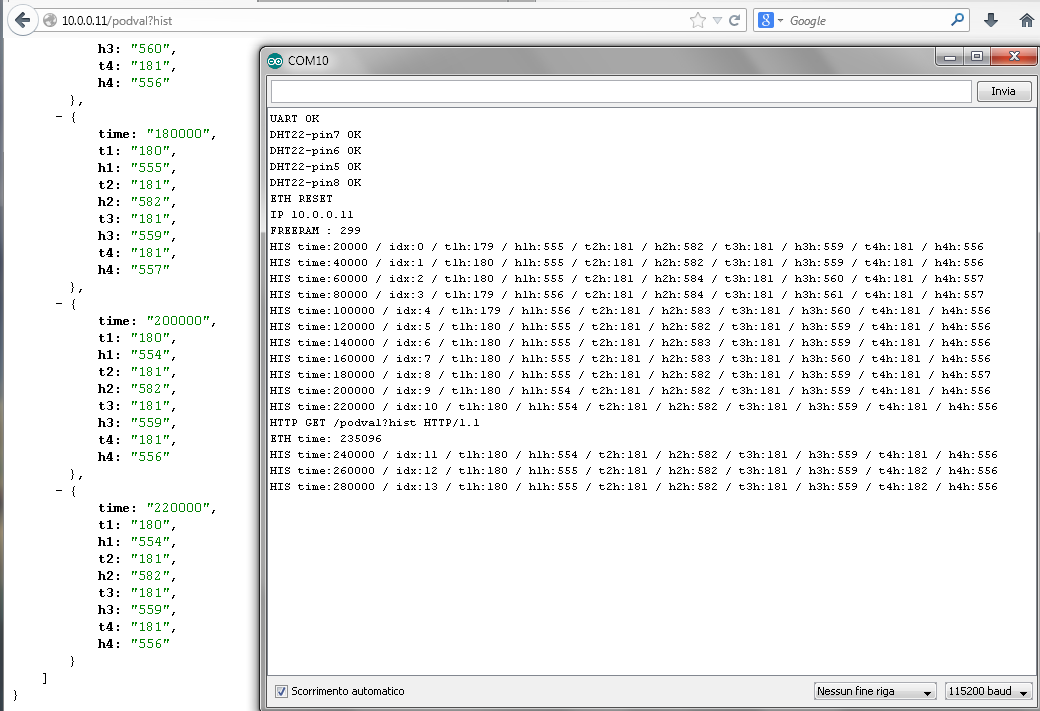 10.0.0.11/podval?hist
Google
h3: "560",
t4: "181",
h4: "556"
},
- {
time: "180000",
t1: "180",
h1: "555",
t2: "181",
h2: "582",
t3: "181",
h3: "559",
t4: "181",
h4: "557"
},
- {
time: "200000",
t1: "180",
h1: "554",
t2: "181",
h2: "582",
t3: "181",
h3: "559",
t4: "181",
h4: "556"
},
- {
time: "220000",
t1: "180",
h1: "554",
t2: "181",
h2: "582",
t3: "181",
h3: "559",
t4: "181",
h4: "556"
}
]
}
COM10
Invia
UART OK
DHT22-pin7 OK
DHT22-pin6 OK
DHT22-pin5 OK
DHT22-pin8 OK
ETH RESET
IP 10.0.0.11
FREERAM : 299
HIS time:20000 / idx:0 / t1h:179 / h1h:555 / t2h:181 / h2h:582 / t3h:181 / h3h:559 / t4h:181 / h4h:556
HIS time:40000 / idx:1 / t1h:180 / h1h:555 / t2h:181 / h2h:582 / t3h:181 / h3h:559 / t4h:181 / h4h:556
HIS time:60000 / idx:2 / t1h:180 / h1h:555 / t2h:181 / h2h:584 / t3h:181 / h3h:560 / t4h:181 / h4h:557
HIS time:80000 / idx:3 / t1h:179 / h1h:556 / t2h:181 / h2h:584 / t3h:181 / h3h:561 / t4h:181 / h4h:557
HIS time:100000 / idx:4 / t1h:179 / h1h:556 / t2h:181 / h2h:583 / t3h:181 / h3h:560 / t4h:181 / h4h:556
HIS time:120000 / idx:5 / t1h:180 / h1h:555 / t2h:181 / h2h:582 / t3h:181 / h3h:559 / t4h:181 / h4h:556
HIS time:140000 / idx:6 / t1h:180 / h1h:555 / t2h:181 / h2h:583 / t3h:181 / h3h:559 / t4h:181 / h4h:556
HIS time:160000 / idx:7 / t1h:180 / h1h:555 / t2h:181 / h2h:583 / t3h:181 / h3h:560 / t4h:181 / h4h:556
HIS time:180000 / idx:8 / t1h:180 / h1h:555 / t2h:181 / h2h:582 / t3h:181 / h3h:559 / t4h:181 / h4h:557
HIS time:200000 / idx:9 / t1h:180 / h1h:554 / t2h:181 / h2h:582 / t3h:181 / h3h:559 / t4h:181 / h4h:556
HIS time:220000 / idx:10 / t1h:180 / h1h:554 / t2h:181 / h2h:582 / t3h:181 / h3h:559 / t4h:181 / h4h:556
HTTP GET /podval?hist HTTP/1.1
ETH time: 235096
HIS time:240000 / idx:11 / t1h:180 / h1h:554 / t2h:181 / h2h:582 / t3h:181 / h3h:559 / t4h:181 / h4h:556
HIS time:260000 / idx:12 / t1h:180 / h1h:555 / t2h:181 / h2h:582 / t3h:181 / h3h:559 / t4h:182 / h4h:556
HIS time:280000 / idx:13 / t1h:180 / h1h:555 / t2h:181 / h2h:582 / t3h:181 / h3h:559 / t4h:182 / h4h:556
Scorrimento automatico
Nessun fine riga
115200 baud